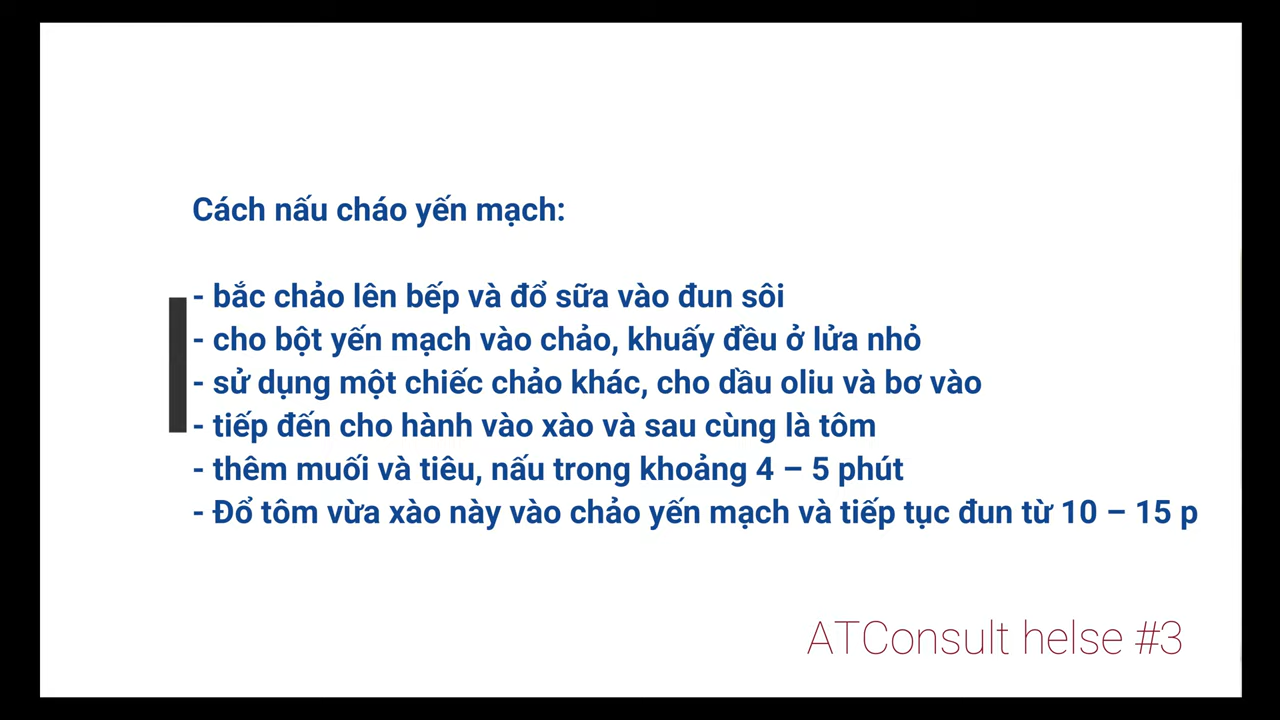 Cách nấu cháo yến mạch:
- bắc chảo lên bếp và đổ sữa vào đun sôi
- cho bột yến mạch vào chảo, khuấy đều ở lửa nhỏ
- sử dụng một chiếc chảo khác, cho dầu oliu và bơ vào
- tiếp đến cho hành vào xào và sau cùng là tôm
- thêm muối và tiêu, nấu trong khoảng 4 – 5 phút
- Đổ tôm vừa xào này vào chảo yến mạch và tiếp tục đun từ 10 – 15 p
ATConsult helse #3